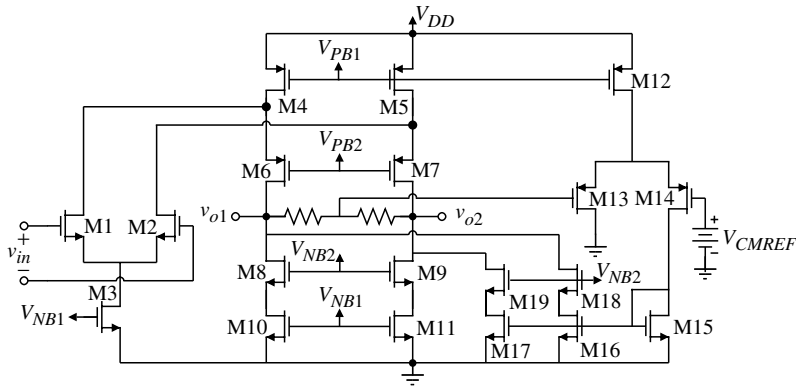 V_DD
V_PB1
M4
M5
M12
V_PB2
M6
M7
M13
M14
v_o1
v_o2
M1
M2
+
v_in
−
+
V_CMREF
−
M3
V_NB1
V_NB2
M8
M9
M19
V_NB2
M18
V_NB1
M10
M11
M17
M16
M15